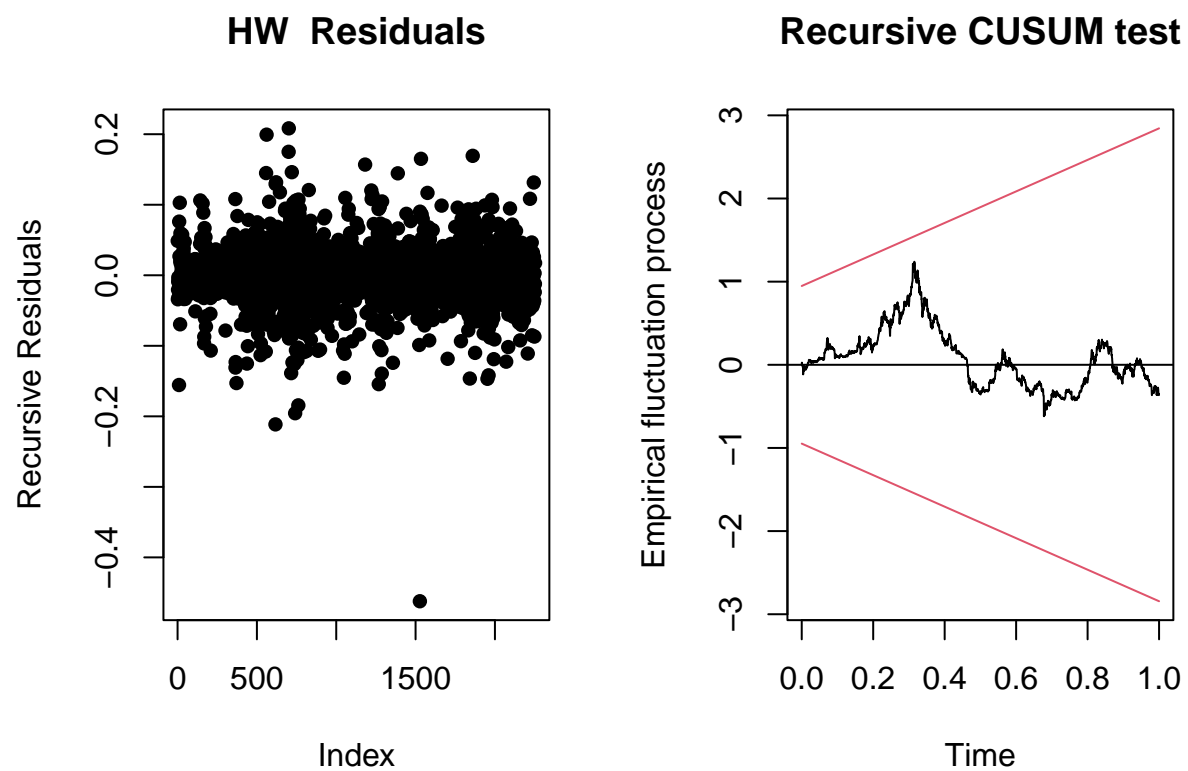 HW  Residuals
Recursive Residuals
0.2
0.0
−0.2
−0.4
0 500 1500
Index
Recursive CUSUM test
Empirical fluctuation process
3
2
1
0
−1
−2
−3
0.0 0.2 0.4 0.6 0.8 1.0
Time